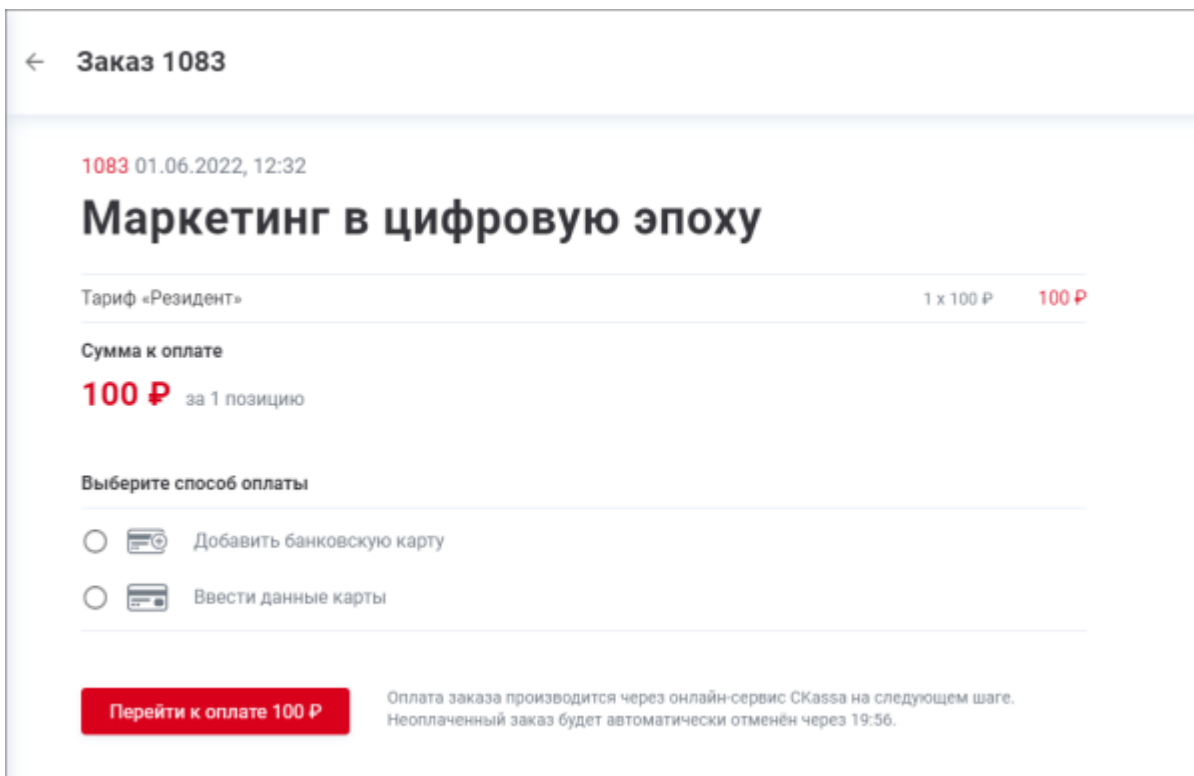 Заказ 1083
1083 01.06.2022, 12:32
Маркетинг в цифровую эпоху
Тариф «Резидент» 1 x 100 ₽ 100 ₽
Сумма к оплате
100 ₽ за 1 позицию
Выберите способ оплаты
Добавить банковскую карту
Ввести данные карты
Перейти к оплате 100 ₽
Оплата заказа производится через онлайн-сервис CKassa на следующем шаге.
Неоплаченный заказ будет автоматически отменён через 19:56.